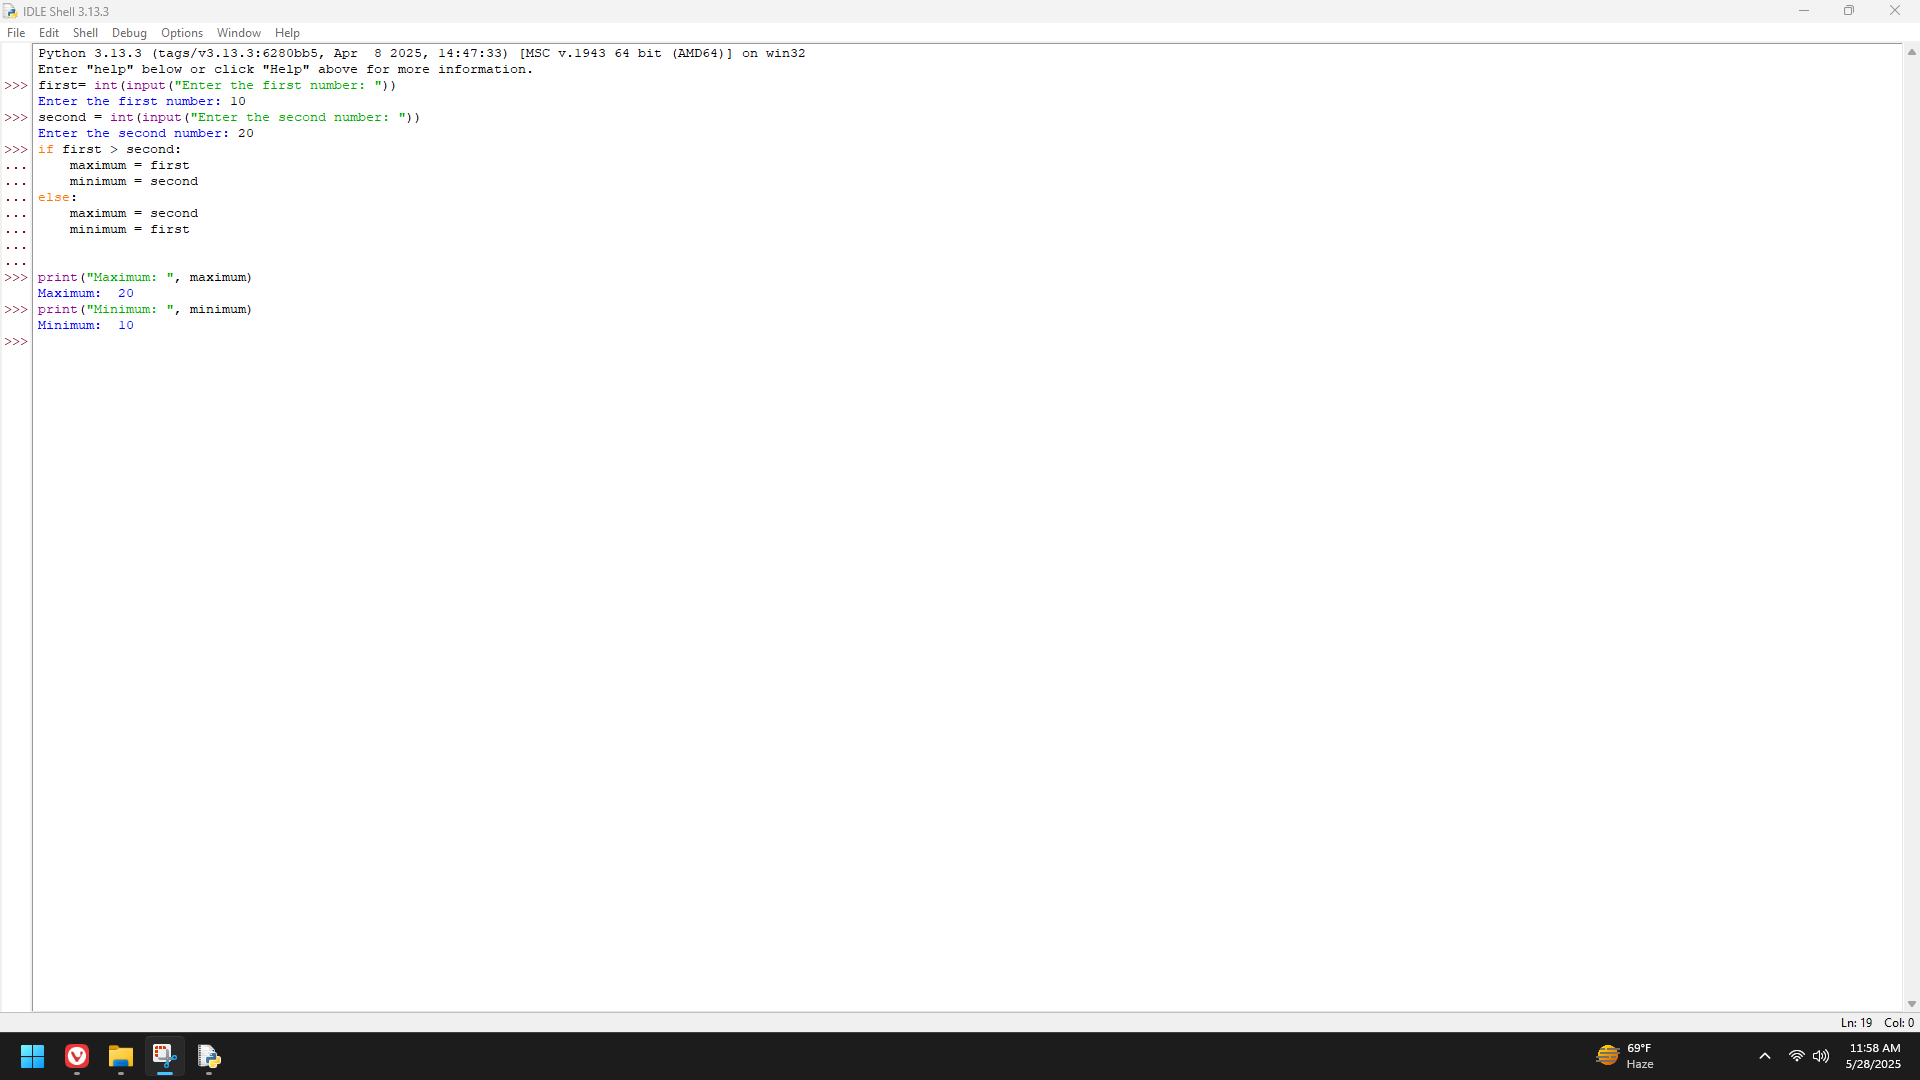 IDLE Shell 3.13.3
File Edit Shell Debug Options Window Help
Python 3.13.3 (tags/v3.13.3:6280bb5, Apr  8 2025, 14:47:33) [MSC v.1943 64 bit (AMD64)] on win32
Enter "help" below or click "Help" above for more information.
>>> first= int(input("Enter the first number: "))
Enter the first number: 10
>>> second = int(input("Enter the second number: "))
Enter the second number: 20
>>> if first > second:
...     maximum = first
...     minimum = second
... else:
...     maximum = second
...     minimum = first
...
...
>>> print("Maximum: ", maximum)
Maximum:  20
>>> print("Minimum: ", minimum)
Minimum:  10
>>>
Ln: 19 Col: 0
69°F
Haze
11:58 AM
5/28/2025